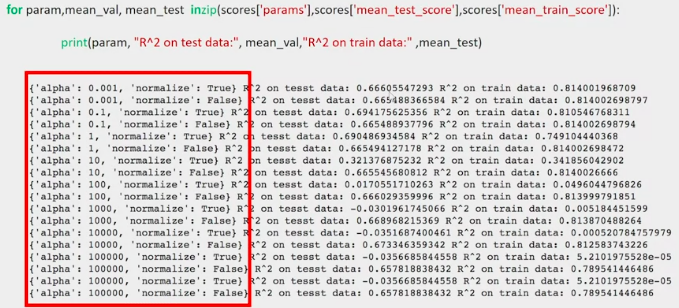 for param,mean_val, mean_test inzip(scores['params'],scores['mean_test_score'],scores['mean_train_score']):
print(param, "R^2 on test data:", mean_val,"R^2 on train data:" ,mean_test)
{'alpha': 0.001, 'normalize': True} R^2 on tesst data: 0.66605547293 R^2 on train data: 0.814001968709
{'alpha': 0.001, 'normalize': False} R^2 on tesst data: 0.665488366584 R^2 on train data: 0.814002698797
{'alpha': 0.1, 'normalize': True} R^2 on tesst data: 0.694175625356 R^2 on train data: 0.810546768311
{'alpha': 0.1, 'normalize': False} R^2 on tesst data: 0.665488937796 R^2 on train data: 0.814002698794
{'alpha': 1, 'normalize': True} R^2 on tesst data: 0.690486934584 R^2 on train data: 0.749104440368
{'alpha': 1, 'normalize': False} R^2 on tesst data: 0.665494127178 R^2 on train data: 0.814002698472
{'alpha': 10, 'normalize': True} R^2 on tesst data: 0.321376875232 R^2 on train data: 0.341856042902
{'alpha': 10, 'normalize': False} R^2 on tesst data: 0.665545680812 R^2 on train data: 0.8140026666
{'alpha': 100, 'normalize': True} R^2 on tesst data: 0.0170551710263 R^2 on train data: 0.0496044796826
{'alpha': 100, 'normalize': False} R^2 on tesst data: 0.666029359996 R^2 on train data: 0.813999791851
{'alpha': 1000, 'normalize': True} R^2 on tesst data: -0.0301961745066 R^2 on train data: 0.005184451599
{'alpha': 1000, 'normalize': False} R^2 on tesst data: 0.668968215369 R^2 on train data: 0.813870488264
{'alpha': 10000, 'normalize': True} R^2 on tesst data: -0.0351687400461 R^2 on train data: 0.000520784757979
{'alpha': 10000, 'normalize': False} R^2 on tesst data: 0.673346359342 R^2 on train data: 0.812583743226
{'alpha': 100000, 'normalize': True} R^2 on tesst data: -0.0356685844558 R^2 on train data: 5.2101975528e-05
{'alpha': 100000, 'normalize': False} R^2 on tesst data: 0.657818838432 R^2 on train data: 0.789541446486
{'alpha': 100000, 'normalize': True} R^2 on tesst data: -0.0356685844558 R^2 on train data: 5.2101975528e-05
{'alpha': 100000, 'normalize': False} R^2 on tesst data: 0.657818838432 R^2 on train data: 0.789541446486